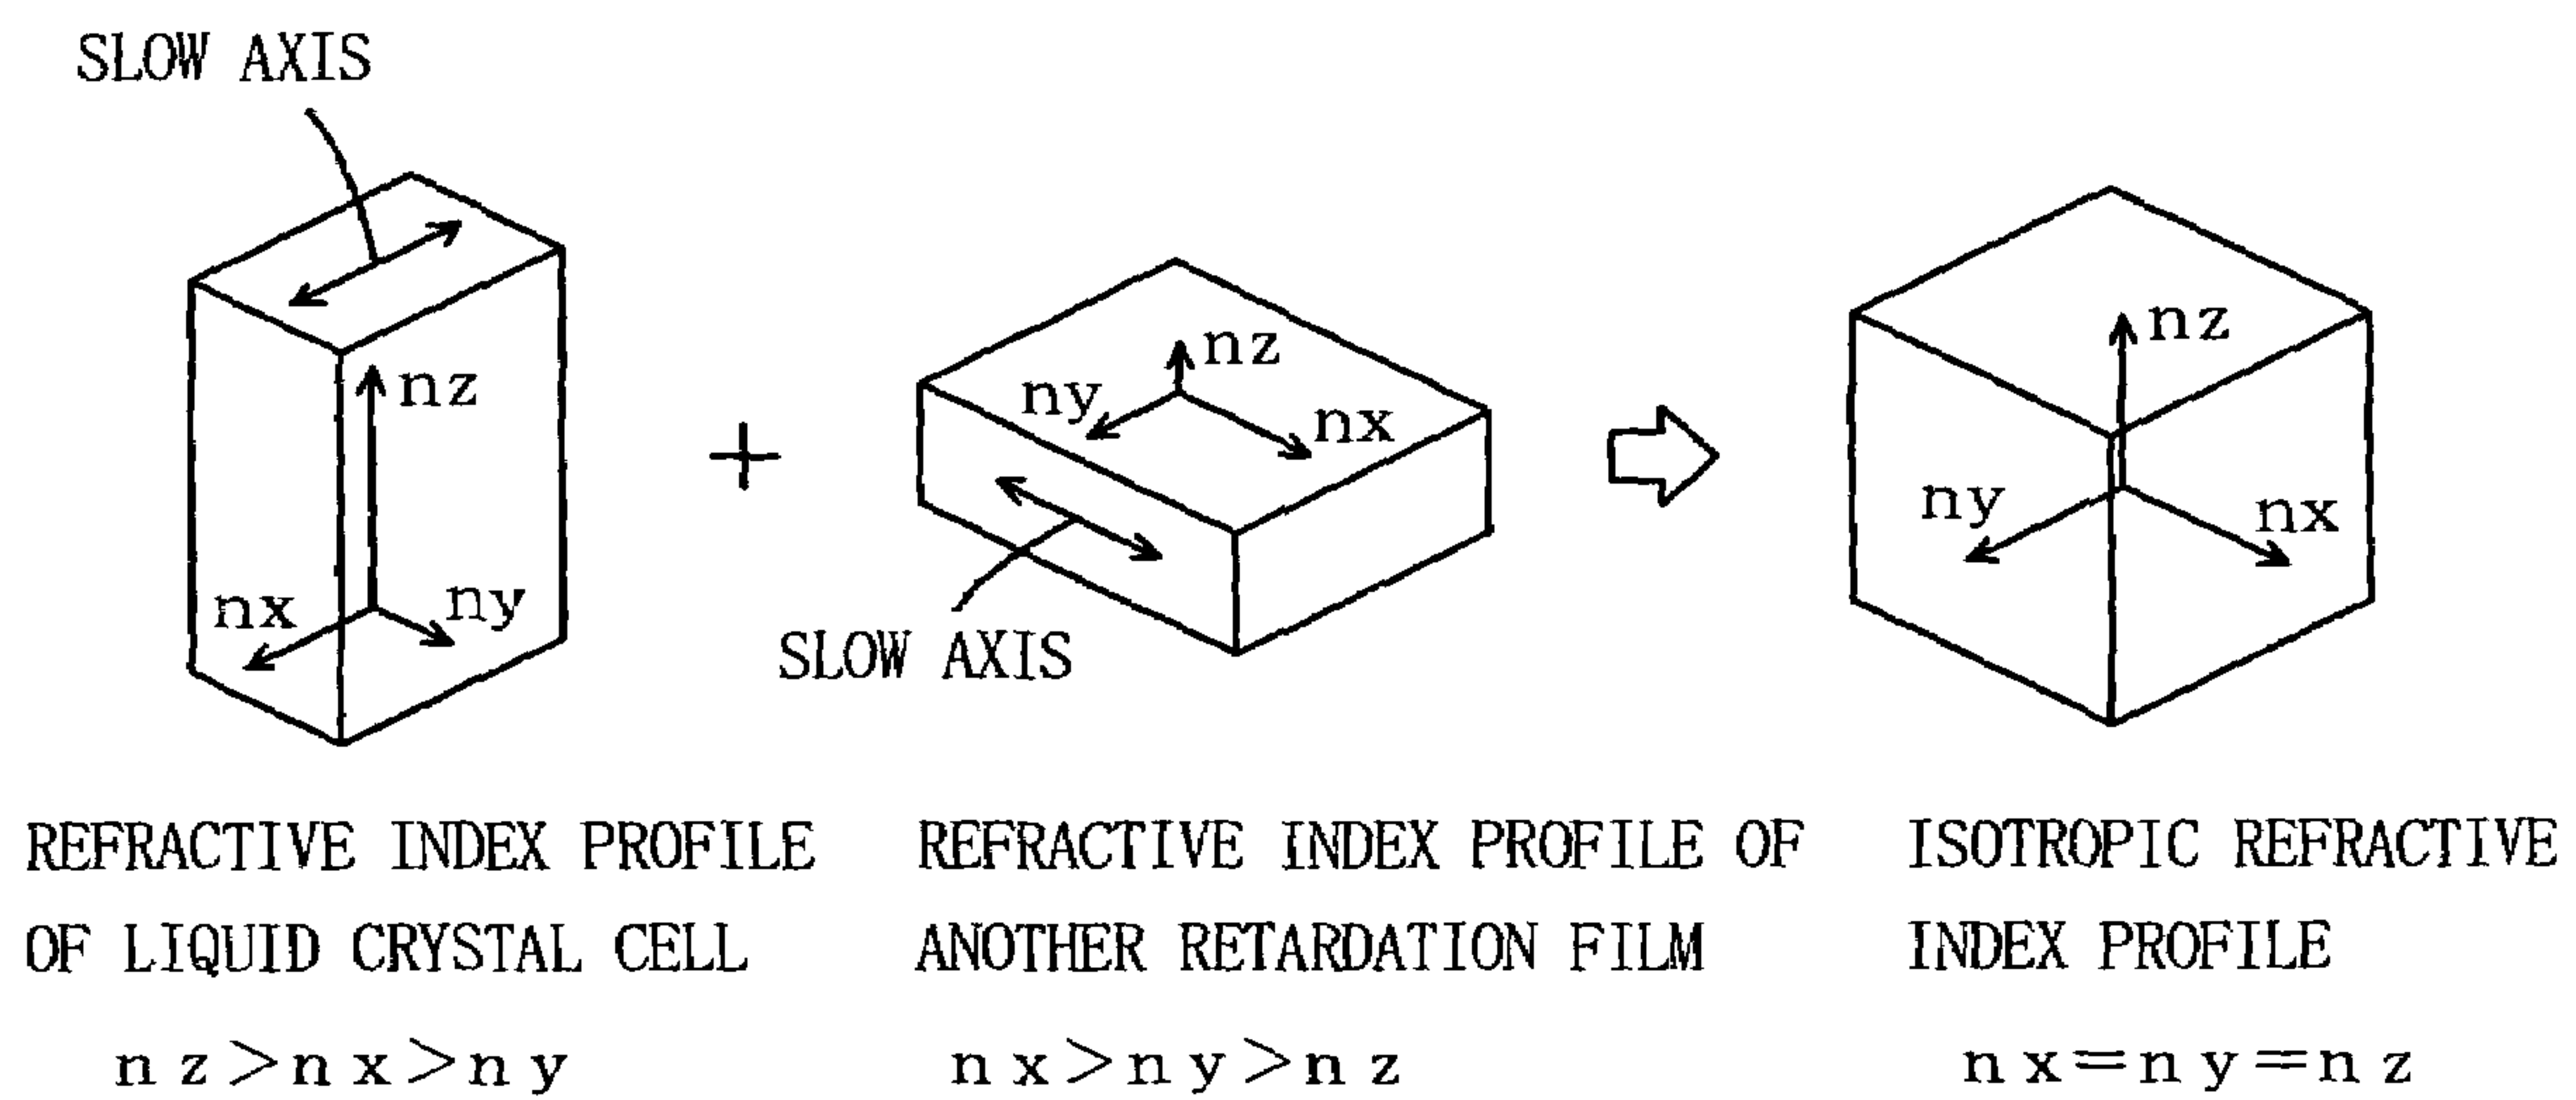 SLOW AXIS
nz
nx
ny
+
nz
ny
nx
SLOW AXIS
nz
ny
nx
REFRACTIVE INDEX PROFILE
OF LIQUID CRYSTAL CELL
nz>nx>ny
REFRACTIVE INDEX PROFILE OF
ANOTHER RETARDATION FILM
nx>ny>nz
ISOTROPIC REFRACTIVE
INDEX PROFILE
nx=ny=nz